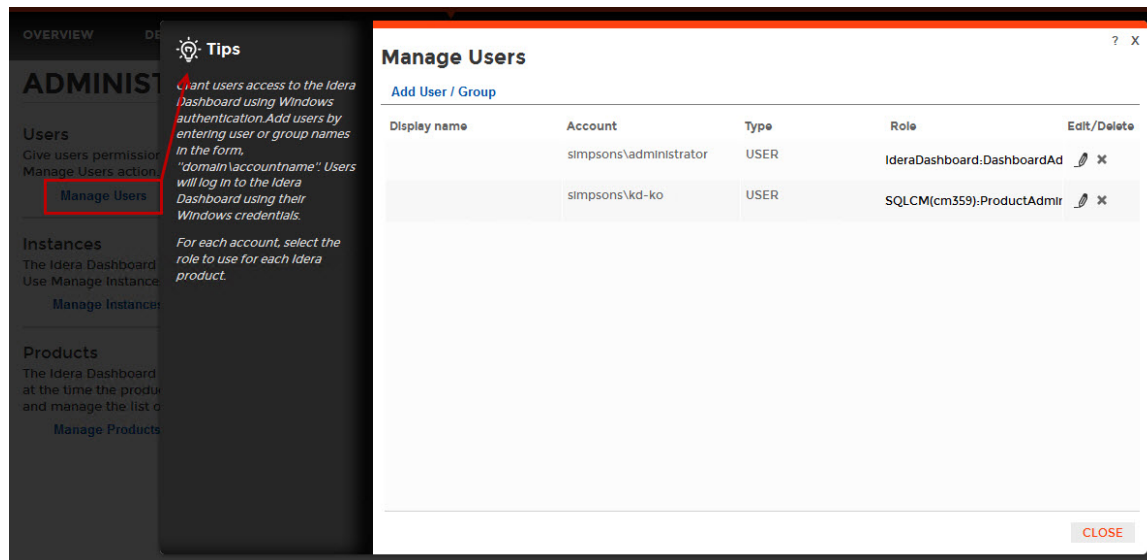 OVERVIEW
ADMINIST
Users
Give users permission
Manage Users action.
Manage Users
Instances
The Idera Dashboard
Use Manage Instance
Manage Instances
Products
The Idera Dashboard
at the time the produ
and manage the list o
Manage Products
Tips
Grant users access to the Idera
Dashboard using Windows
authentication.Add users by
entering user or group names
in the form,
"domain\accountname". Users
will log in to the Idera
Dashboard using their
Windows credentials.
For each account, select the
role to use for each Idera
product.
? X
Manage Users
Add User / Group
Display name Account Type Role Edit/Delete
simpsons\administrator USER IderaDashboard:DashboardAd
simpsons\kd-ko USER SQLCM(cm359):ProductAdmir
CLOSE